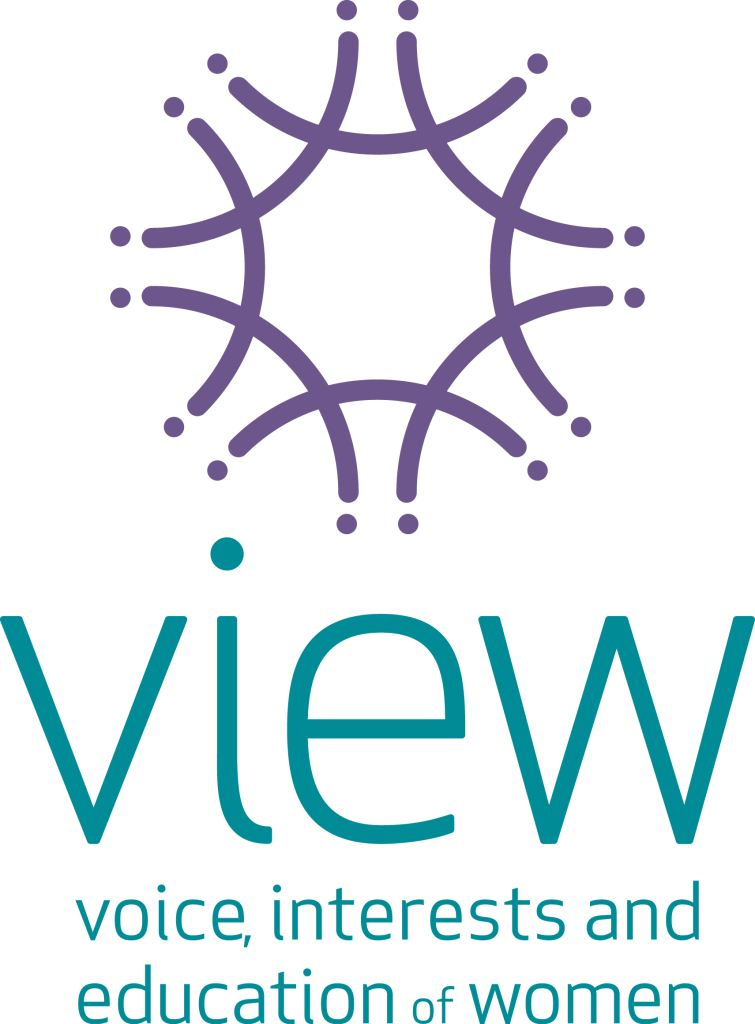 view
voice, interests and
education of women